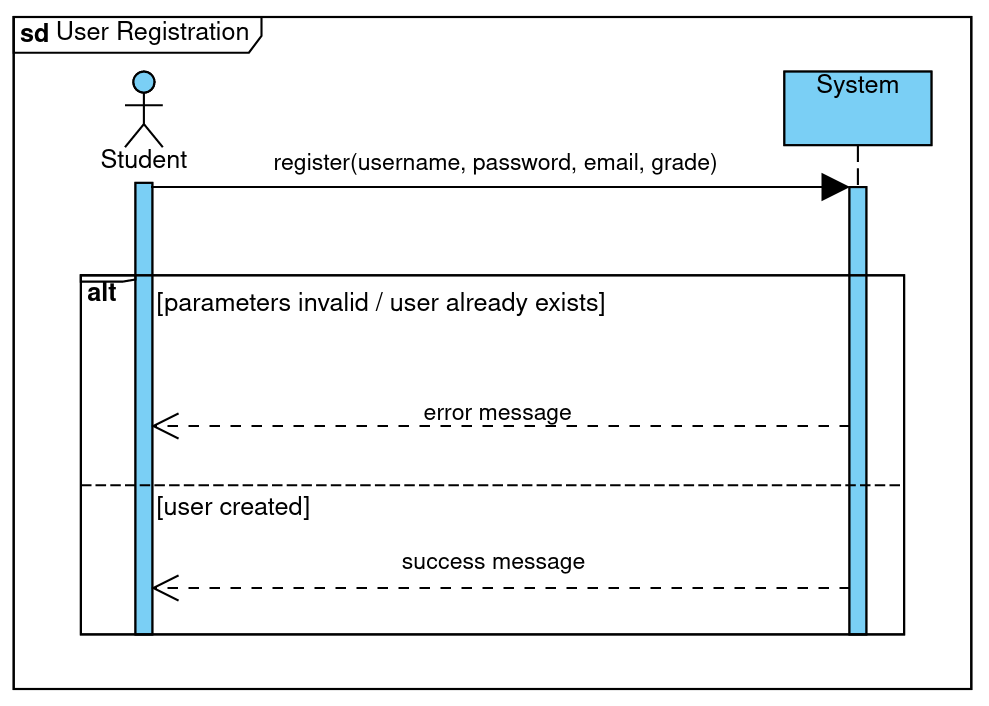 sd User Registration
System
Student
register(username, password, email, grade)
alt
[parameters invalid / user already exists]
error message
[user created]
success message